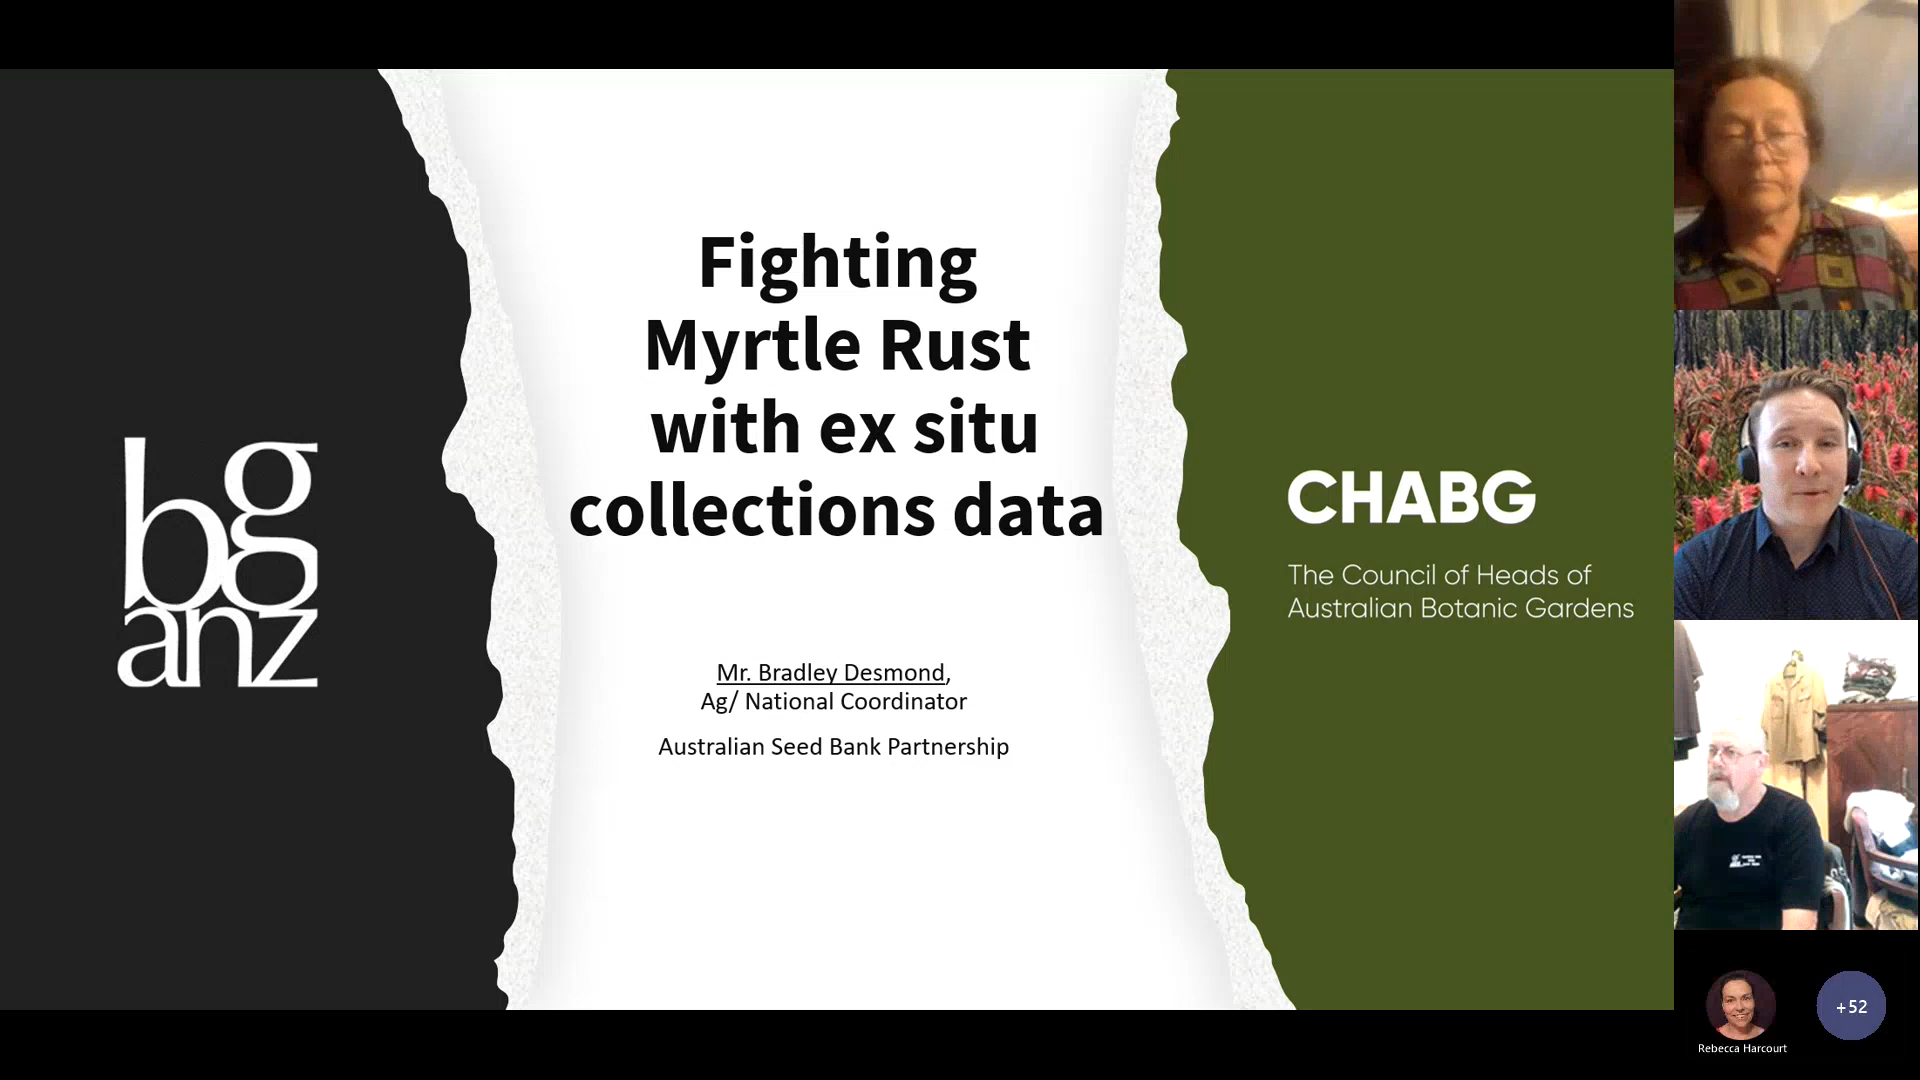 bg
anz
Fighting
Myrtle Rust
with ex situ
collections data
Mr. Bradley Desmond,
Ag/ National Coordinator
Australian Seed Bank Partnership
CHABG
The Council of Heads of
Australian Botanic Gardens
Rebecca Harcourt
+52